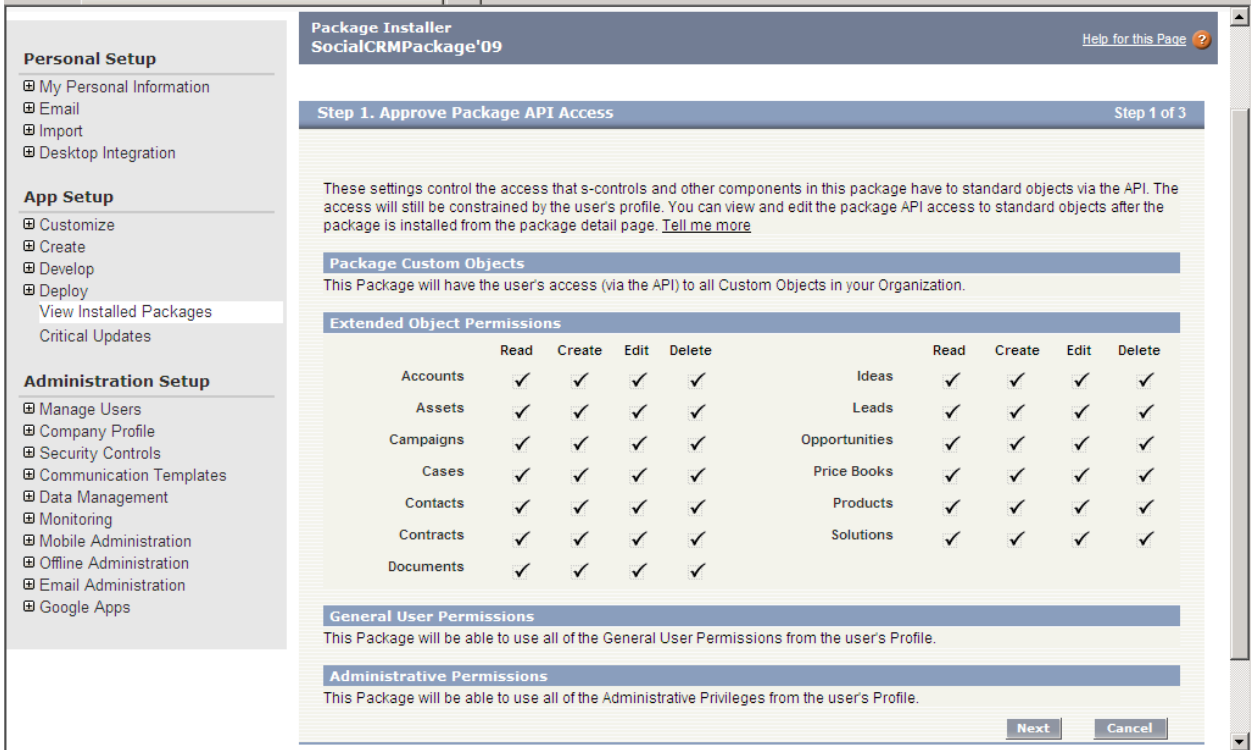 Package Installer
SocialCRMPackage'09
Help for this Page
?
Personal Setup
My Personal Information
Email
Import
Desktop Integration
App Setup
Customize
Create
Develop
Deploy
View Installed Packages
Critical Updates
Administration Setup
Manage Users
Company Profile
Security Controls
Communication Templates
Data Management
Monitoring
Mobile Administration
Offline Administration
Email Administration
Google Apps
Step 1. Approve Package API Access Step 1 of 3
These settings control the access that s-controls and other components in this package have to standard objects via the API. The
access will still be constrained by the user's profile. You can view and edit the package API access to standard objects after the
package is installed from the package detail page. Tell me more
Package Custom Objects
This Package will have the user's access (via the API) to all Custom Objects in your Organization.
Extended Object Permissions
Read Create Edit Delete Read Create Edit Delete
Accounts Ideas
Assets Leads
Campaigns Opportunities
Cases Price Books
Contacts Products
Contracts Solutions
Documents
General User Permissions
This Package will be able to use all of the General User Permissions from the user's Profile.
Administrative Permissions
This Package will be able to use all of the Administrative Privileges from the user's Profile.
Next Cancel